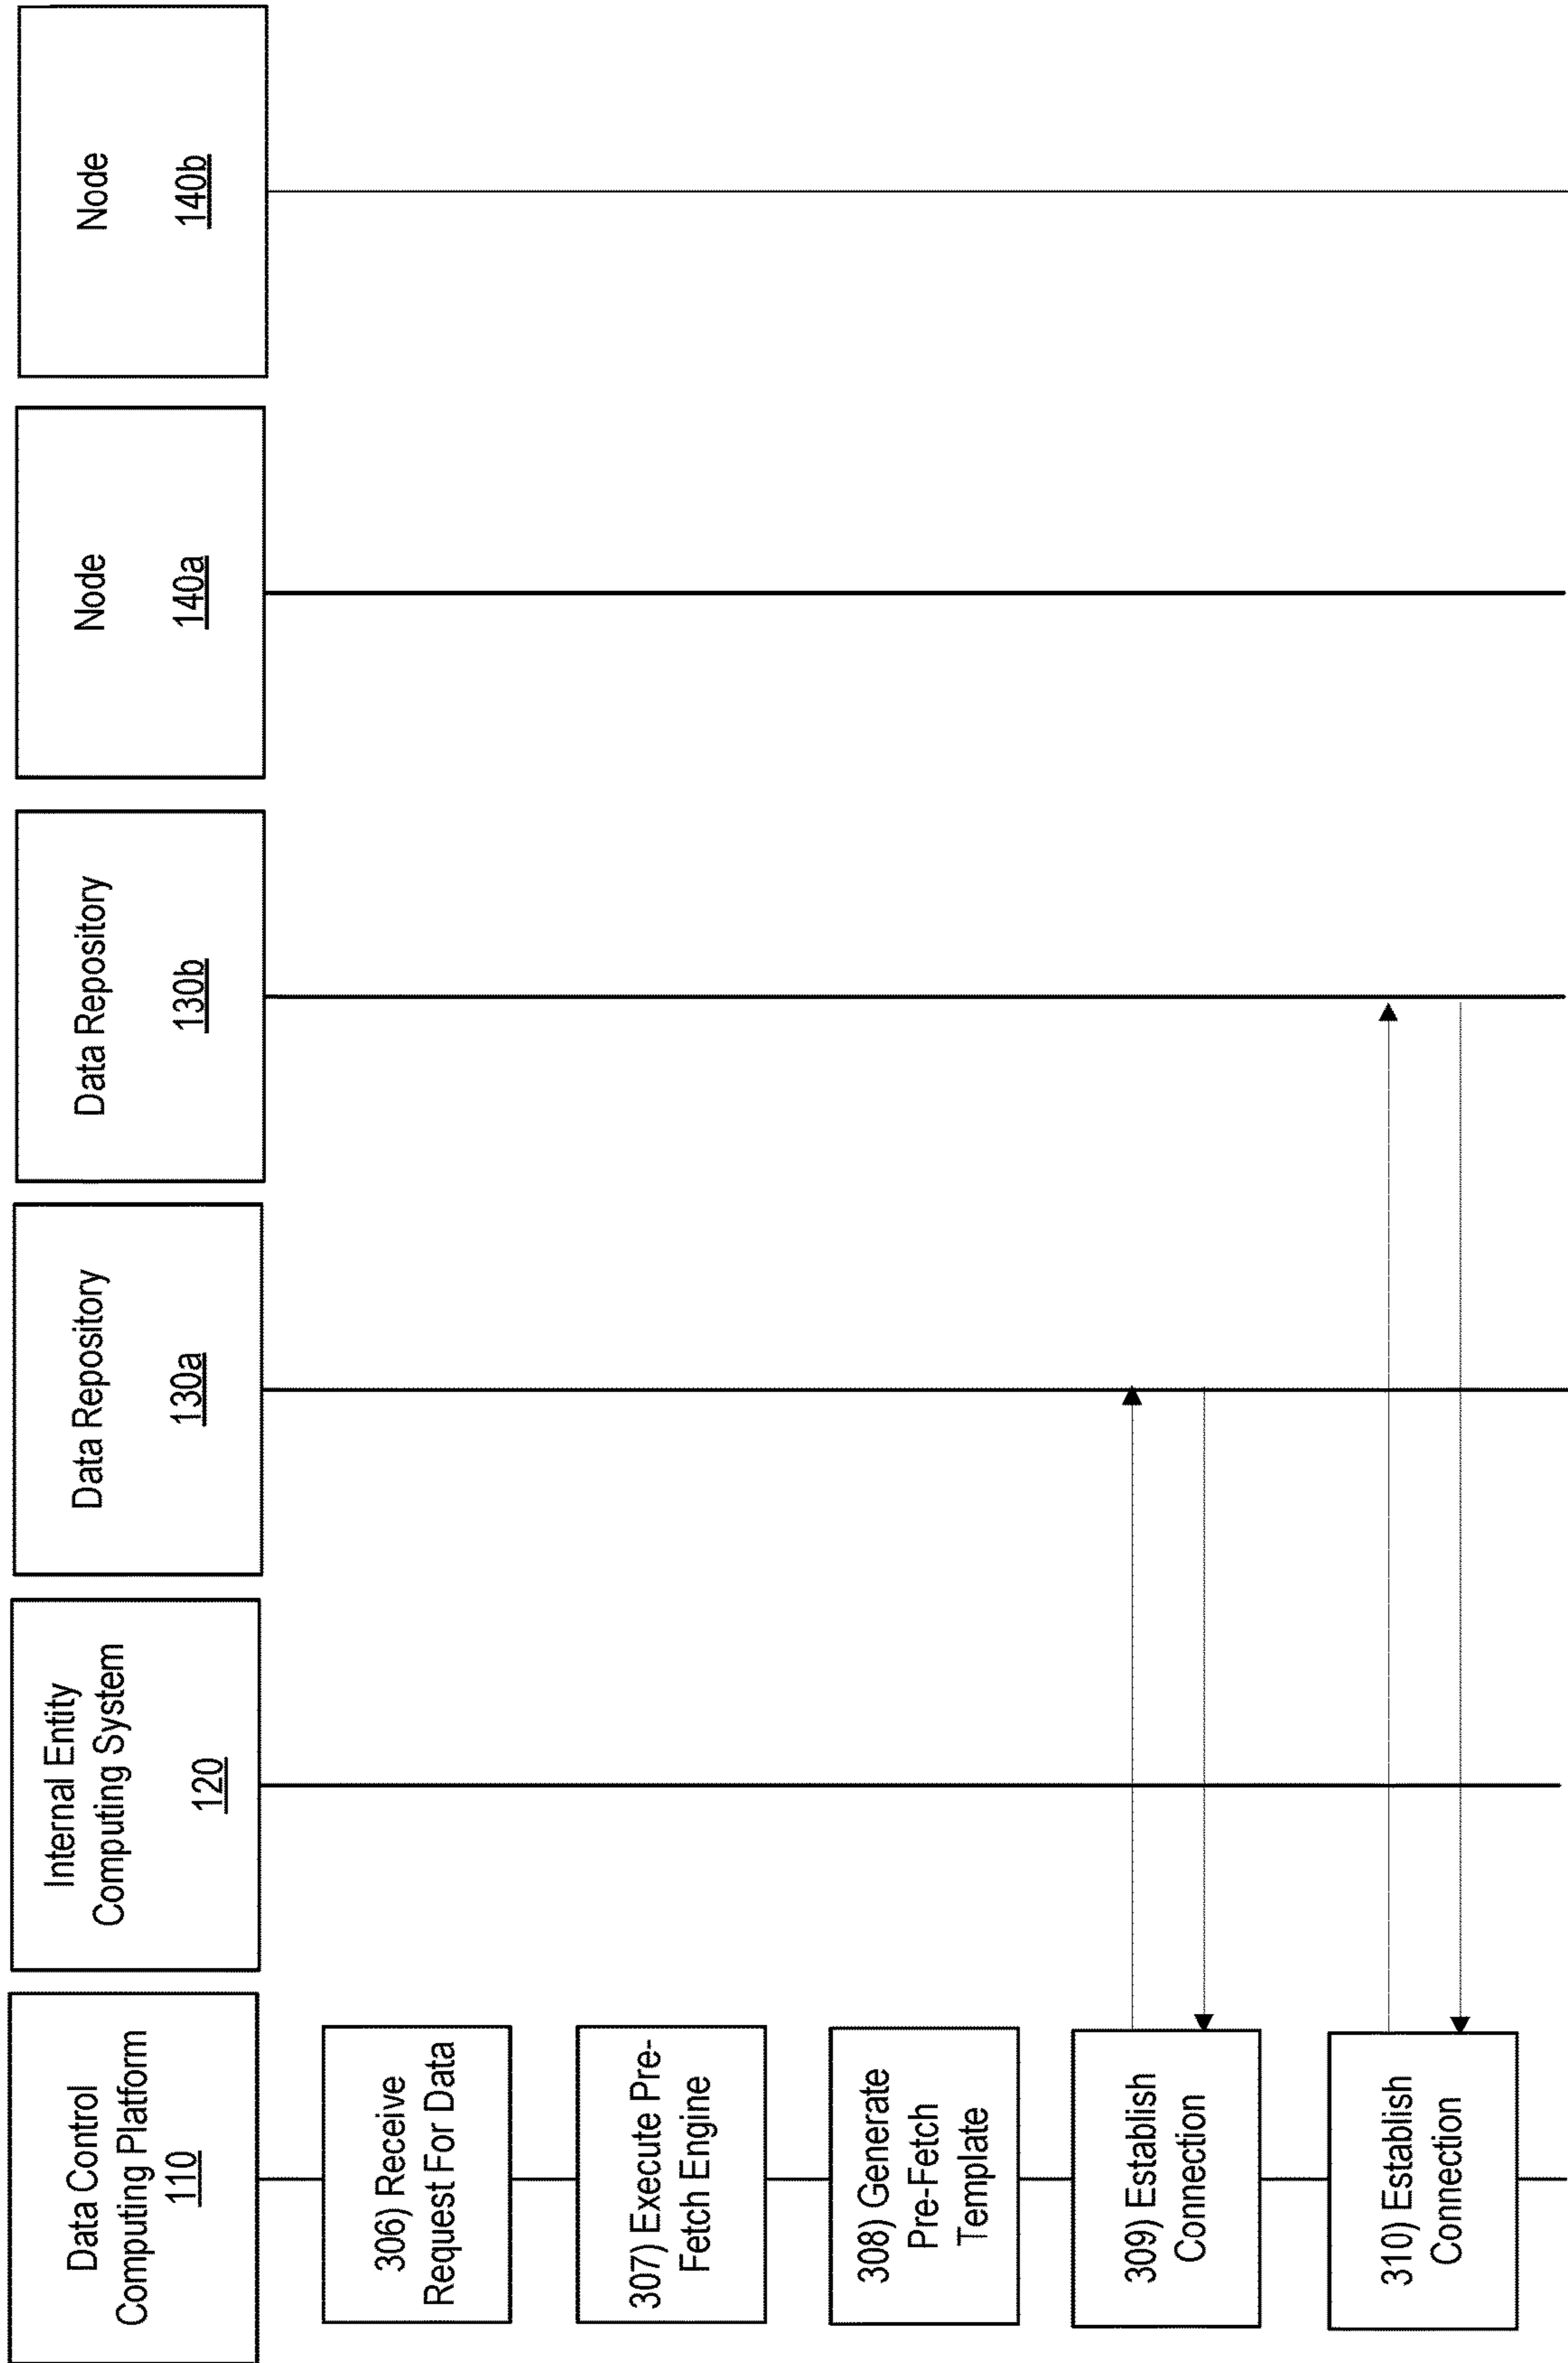 Data Control
Computing Platform
110
Internal Entity
Computing System
120
Data Repository
130a
Data Repository
130b
Node
140a
Node
140b
306) Receive
Request For Data
307) Execute Pre-
Fetch Engine
308) Generate
Pre-Fetch
Template
309) Establish
Connection
310) Establish
Connection